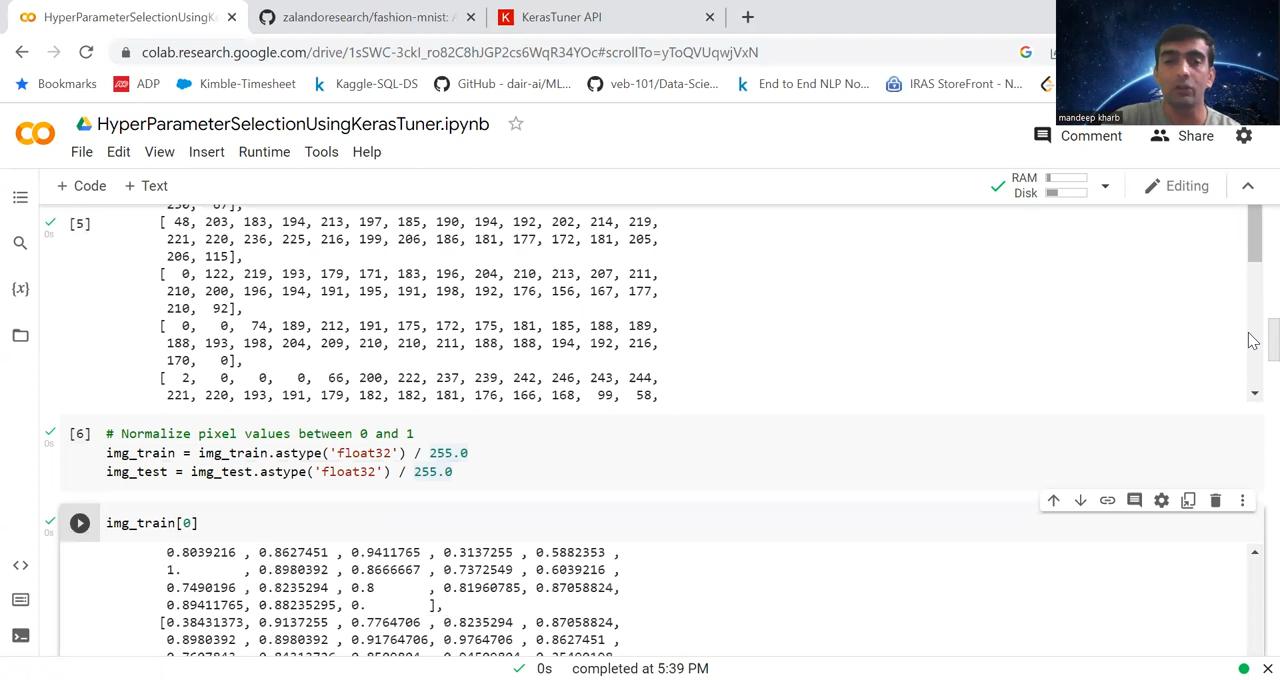 HyperParameterSelectionUsingKe
zalandoresearch/fashion-mnist: A
KerasTuner API
colab.research.google.com/drive/1sSWC-3ckI_ro82C8hJGP2cs6WqR34YOc#scrollTo=yToQVUqwjVxN
Bookmarks ADP Kimble-Timesheet Kaggle-SQL-DS GitHub - dair-ai/ML... veb-101/Data-Scie... End to End NLP No... IRAS StoreFront - N...
mandeep kharb
HyperParameterSelectionUsingKerasTuner.ipynb
Comment Share
File Edit View Insert Runtime Tools Help
+ Code + Text
RAM
Disk
Editing
[5]
[ 48, 203, 183, 194, 213, 197, 185, 190, 194, 192, 202, 214, 219,
221, 220, 236, 225, 216, 199, 206, 186, 181, 177, 172, 181, 205,
206, 115],
[ 0, 122, 219, 193, 179, 171, 183, 196, 204, 210, 213, 207, 211,
210, 200, 196, 194, 191, 195, 191, 198, 192, 176, 156, 167, 177,
210, 92],
[ 0, 0, 74, 189, 212, 191, 175, 172, 175, 181, 185, 188, 189,
188, 193, 198, 204, 209, 210, 210, 211, 188, 188, 194, 192, 216,
170, 0],
[ 2, 0, 0, 0, 66, 200, 222, 237, 239, 242, 246, 243, 244,
221, 220, 193, 191, 179, 182, 182, 181, 176, 166, 168, 99, 58,
0s
[6] # Normalize pixel values between 0 and 1
img_train = img_train.astype('float32') / 255.0
img_test = img_test.astype('float32') / 255.0
0s
img_train[0]
0s
0.8039216 , 0.8627451 , 0.9411765 , 0.3137255 , 0.5882353 ,
1. , 0.8980392 , 0.8666667 , 0.7372549 , 0.6039216 ,
0.7490196 , 0.8235294 , 0.8 , 0.81960785, 0.87058824,
0.89411765, 0.88235295, 0. ],
[0.38431373, 0.9137255 , 0.7764706 , 0.8235294 , 0.87058824,
0.8980392 , 0.8980392 , 0.91764706, 0.9764706 , 0.8627451 ,
0s completed at 5:39 PM